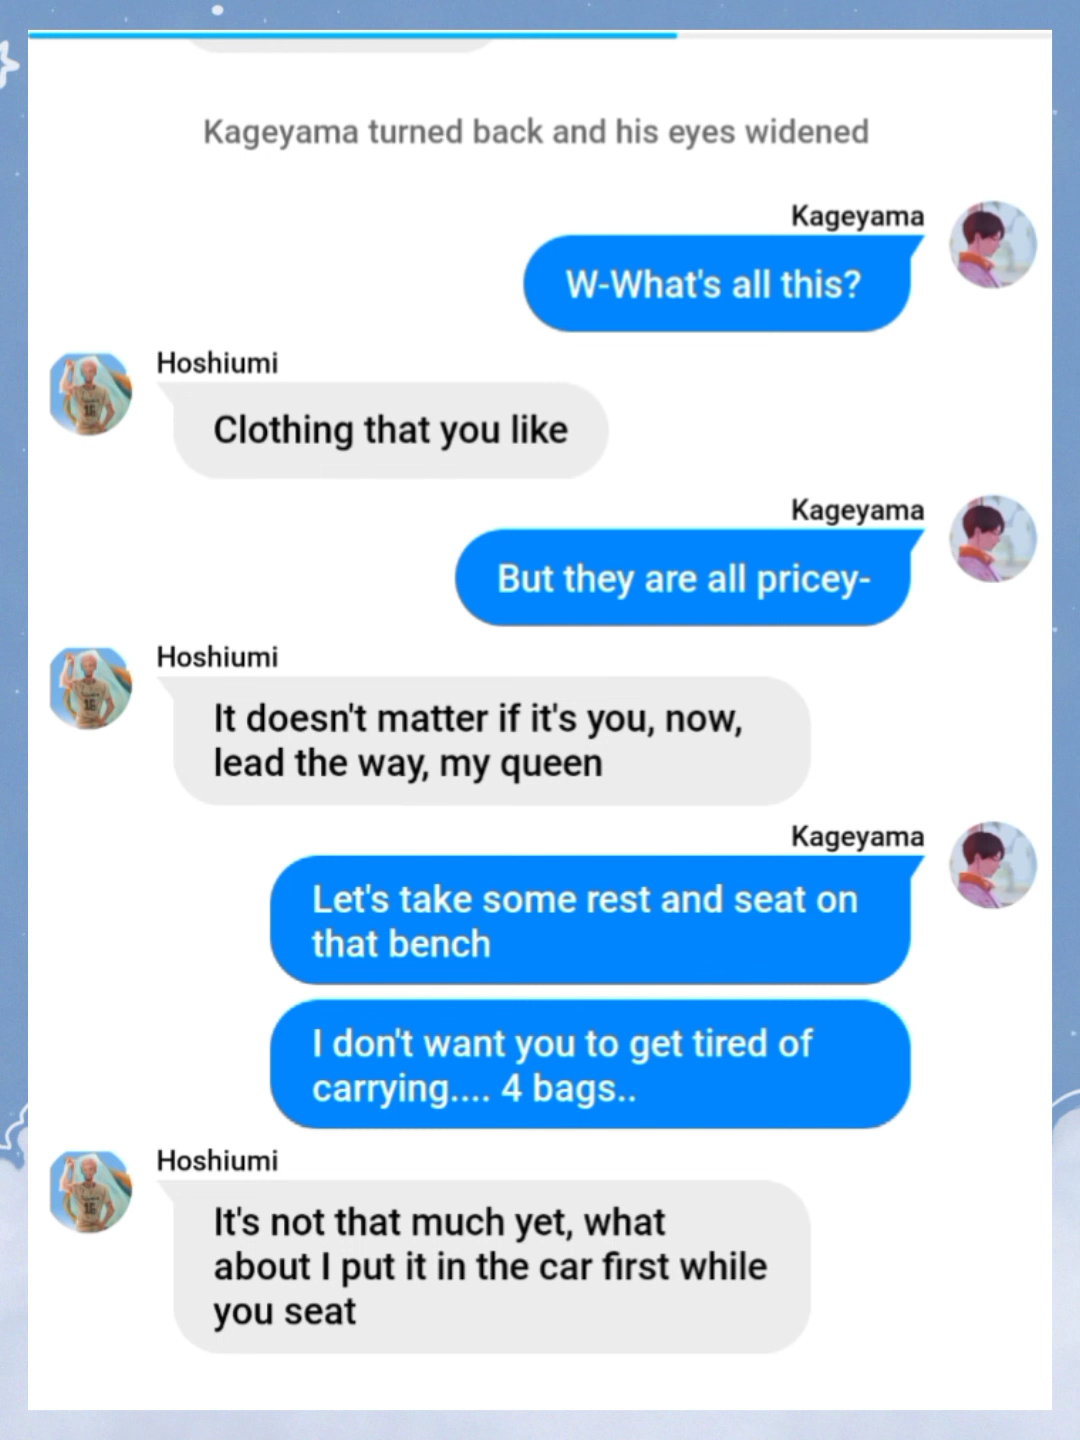 Kageyama turned back and his eyes widened
Kageyama
W-What's all this?
Hoshiumi
Clothing that you like
Kageyama
But they are all pricey-
Hoshiumi
It doesn't matter if it's you, now,
lead the way, my queen
Kageyama
Let's take some rest and seat on
that bench
I don't want you to get tired of
carrying.... 4 bags..
Hoshiumi
It's not that much yet, what
about I put it in the car first while
you seat